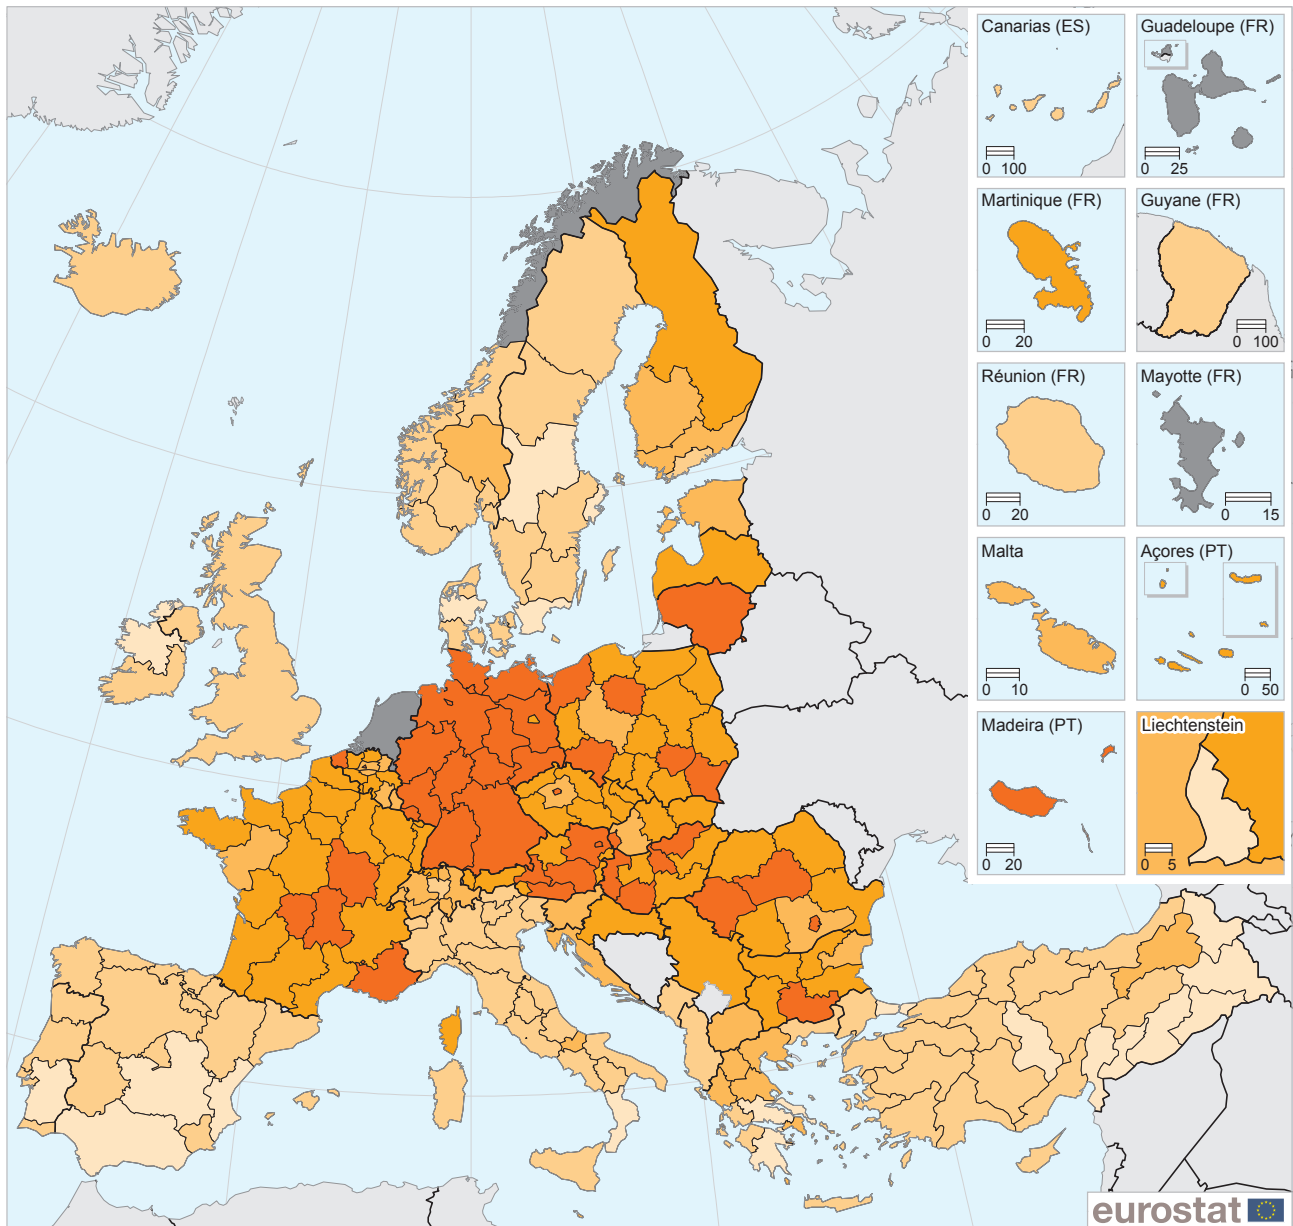 Canarias (ES)
0 100
Guadeloupe (FR)
0 25
Martinique (FR)
0 20
Guyane (FR)
0 100
Réunion (FR)
0 20
Mayotte (FR)
0 15
Malta
0 10
Açores (PT)
0 50
Madeira (PT)
0 20
Liechtenstein
0 5
eurostat